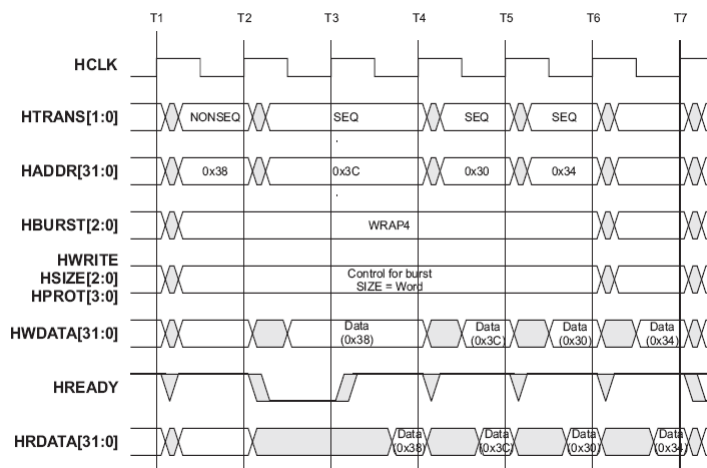 T1 T2 T3 T4 T5 T6 T7
HCLK
HTRANS[1:0] NONSEQ SEQ SEQ SEQ
HADDR[31:0] 0x38 0x3C 0x30 0x34
HBURST[2:0] WRAP4
HWRITE
HSIZE[2:0] Control for burst
HPROT[3:0] SIZE = Word
HWDATA[31:0] Data Data Data Data
(0x38) (0x3C) (0x30) (0x34)
HREADY
HRDATA[31:0] Data Data Data Data
(0x38) (0x3C) (0x30) (0x34)